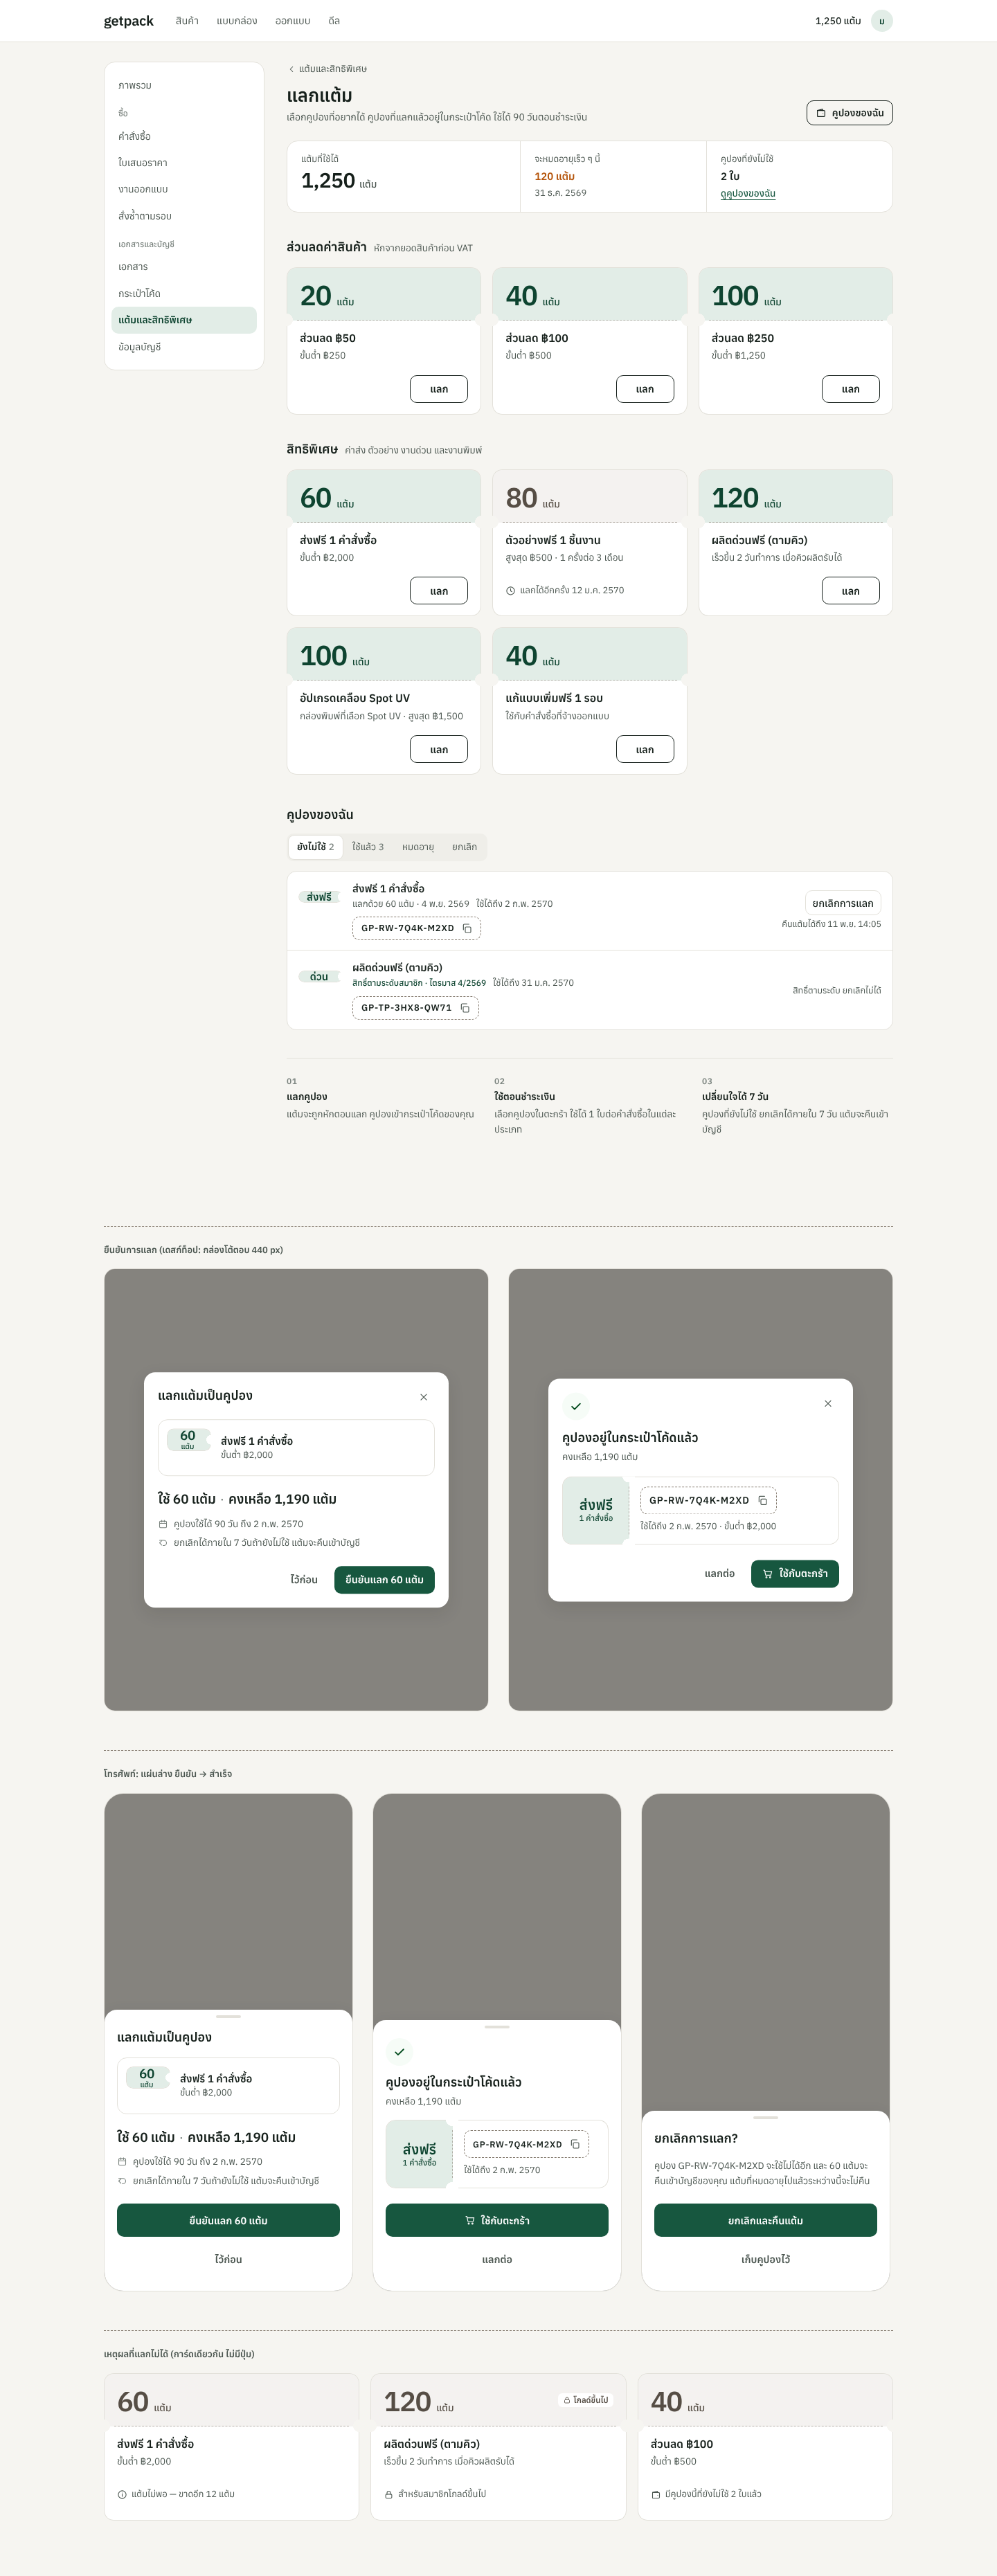 getpack
สินค้า
แบบกล่อง
ออกแบบ
ดีล
1,250 แต้ม
ม
ภาพรวม
ซื้อ
คำสั่งซื้อ
ใบเสนอราคา
งานออกแบบ
สั่งซ้ำตามรอบ
เอกสารและบัญชี
เอกสาร
กระเป๋าโค้ด
แต้มและสิทธิพิเศษ
ข้อมูลบัญชี
แต้มและสิทธิพิเศษ
แลกแต้ม
เลือกคูปองที่อยากได้ คูปองที่แลกแล้วอยู่ในกระเป๋าโค้ด ใช้ได้ 90 วันตอนชำระเงิน
คูปองของฉัน
แต้มที่ใช้ได้
1,250 แต้ม
จะหมดอายุเร็ว ๆ นี้
120 แต้ม
31 ธ.ค. 2569
คูปองที่ยังไม่ใช้
2 ใบ
ดูคูปองของฉัน
ส่วนลดค่าสินค้า หักจากยอดสินค้าก่อน VAT
20 แต้ม
ส่วนลด ฿50
ขั้นต่ำ ฿250
แลก
40 แต้ม
ส่วนลด ฿100
ขั้นต่ำ ฿500
แลก
100 แต้ม
ส่วนลด ฿250
ขั้นต่ำ ฿1,250
แลก
สิทธิพิเศษ ค่าส่ง ตัวอย่าง งานด่วน และงานพิมพ์
60 แต้ม
ส่งฟรี 1 คำสั่งซื้อ
ขั้นต่ำ ฿2,000
แลก
80 แต้ม
ตัวอย่างฟรี 1 ชิ้นงาน
สูงสุด ฿500 · 1 ครั้งต่อ 3 เดือน
แลกได้อีกครั้ง 12 ม.ค. 2570
120 แต้ม
ผลิตด่วนฟรี (ตามคิว)
เร็วขึ้น 2 วันทำการ เมื่อคิวผลิตรับได้
แลก
100 แต้ม
อัปเกรดเคลือบ Spot UV
กล่องพิมพ์ที่เลือก Spot UV · สูงสุด ฿1,500
แลก
40 แต้ม
แก้แบบเพิ่มฟรี 1 รอบ
ใช้กับคำสั่งซื้อที่จ้างออกแบบ
แลก
คูปองของฉัน
ยังไม่ใช้ 2
ใช้แล้ว 3
หมดอายุ
ยกเลิก
ส่งฟรี
ส่งฟรี 1 คำสั่งซื้อ
แลกด้วย 60 แต้ม · 4 พ.ย. 2569 ใช้ได้ถึง 2 ก.พ. 2570
GP-RW-7Q4K-M2XD
ยกเลิกการแลก
คืนแต้มได้ถึง 11 พ.ย. 14:05
ด่วน
ผลิตด่วนฟรี (ตามคิว)
สิทธิ์ตามระดับสมาชิก · ไตรมาส 4/2569 ใช้ได้ถึง 31 ม.ค. 2570
GP-TP-3HX8-QW71
สิทธิ์ตามระดับ ยกเลิกไม่ได้
01
แลกคูปอง
แต้มจะถูกหักตอนแลก คูปองเข้ากระเป๋าโค้ดของคุณ
02
ใช้ตอนชำระเงิน
เลือกคูปองในตะกร้า ใช้ได้ 1 ใบต่อคำสั่งซื้อในแต่ละ
ประเภท
03
เปลี่ยนใจได้ 7 วัน
คูปองที่ยังไม่ใช้ ยกเลิกได้ภายใน 7 วัน แต้มจะคืนเข้า
บัญชี
ยืนยันการแลก (เดสก์ท็อป: กล่องโต้ตอบ 440 px)
แลกแต้มเป็นคูปอง
60
แต้ม
ส่งฟรี 1 คำสั่งซื้อ
ขั้นต่ำ ฿2,000
ใช้ 60 แต้ม · คงเหลือ 1,190 แต้ม
คูปองใช้ได้ 90 วัน ถึง 2 ก.พ. 2570
ยกเลิกได้ภายใน 7 วันถ้ายังไม่ใช้ แต้มจะคืนเข้าบัญชี
ไว้ก่อน
ยืนยันแลก 60 แต้ม
คูปองอยู่ในกระเป๋าโค้ดแล้ว
คงเหลือ 1,190 แต้ม
ส่งฟรี
1 คำสั่งซื้อ
GP-RW-7Q4K-M2XD
ใช้ได้ถึง 2 ก.พ. 2570 · ขั้นต่ำ ฿2,000
แลกต่อ
ใช้กับตะกร้า
โทรศัพท์: แผ่นล่าง ยืนยัน → สำเร็จ
แลกแต้มเป็นคูปอง
60
แต้ม
ส่งฟรี 1 คำสั่งซื้อ
ขั้นต่ำ ฿2,000
ใช้ 60 แต้ม · คงเหลือ 1,190 แต้ม
คูปองใช้ได้ 90 วัน ถึง 2 ก.พ. 2570
ยกเลิกได้ภายใน 7 วันถ้ายังไม่ใช้ แต้มจะคืนเข้าบัญชี
ยืนยันแลก 60 แต้ม
ไว้ก่อน
คูปองอยู่ในกระเป๋าโค้ดแล้ว
คงเหลือ 1,190 แต้ม
ส่งฟรี
1 คำสั่งซื้อ
GP-RW-7Q4K-M2XD
ใช้ได้ถึง 2 ก.พ. 2570
ใช้กับตะกร้า
แลกต่อ
ยกเลิกการแลก?
คูปอง GP-RW-7Q4K-M2XD จะใช้ไม่ได้อีก และ 60 แต้มจะ
คืนเข้าบัญชีของคุณ แต้มที่หมดอายุไปแล้วระหว่างนี้จะไม่คืน
ยกเลิกและคืนแต้ม
เก็บคูปองไว้
เหตุผลที่แลกไม่ได้ (การ์ดเดียวกัน ไม่มีปุ่ม)
60 แต้ม
ส่งฟรี 1 คำสั่งซื้อ
ขั้นต่ำ ฿2,000
แต้มไม่พอ — ขาดอีก 12 แต้ม
120 แต้ม
โกลด์ขึ้นไป
ผลิตด่วนฟรี (ตามคิว)
เร็วขึ้น 2 วันทำการ เมื่อคิวผลิตรับได้
สำหรับสมาชิกโกลด์ขึ้นไป
40 แต้ม
ส่วนลด ฿100
ขั้นต่ำ ฿500
มีคูปองนี้ที่ยังไม่ใช้ 2 ใบแล้ว